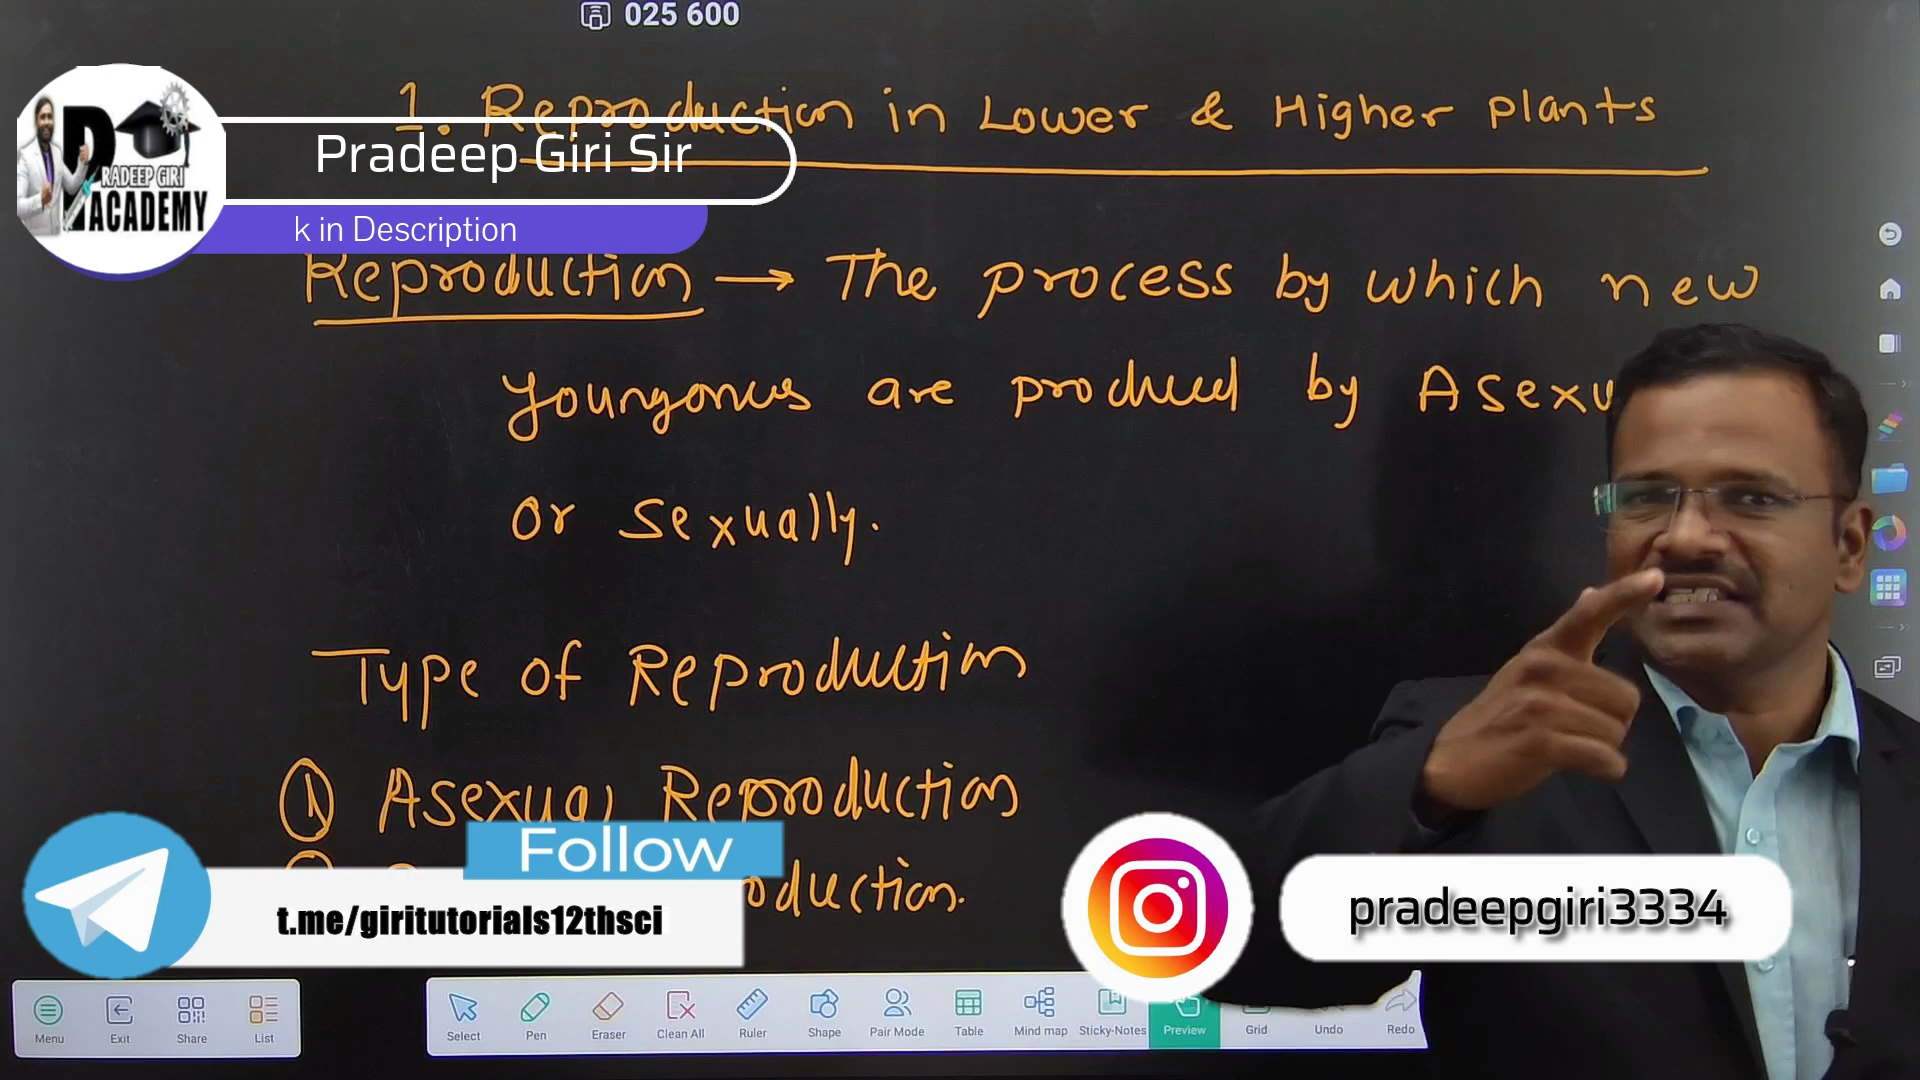 025 600
1. Reproduction in Lower & Higher plants
Pradeep Giri Sir
RADEEP GIRI
ACADEMY
k in Description
Reproduction → The process by which new
youngones are produced by Asexu
or sexually.
Type of Reproduction
① Asexual Reproduction
oduction.
Follow
t.me/giritutorials12thsci
pradeepgiri3334
Menu Exit Share List Select Pen Eraser Clean All Ruler Shape Pair Mode Table Mind map Sticky-Notes Preview Grid Undo Redo